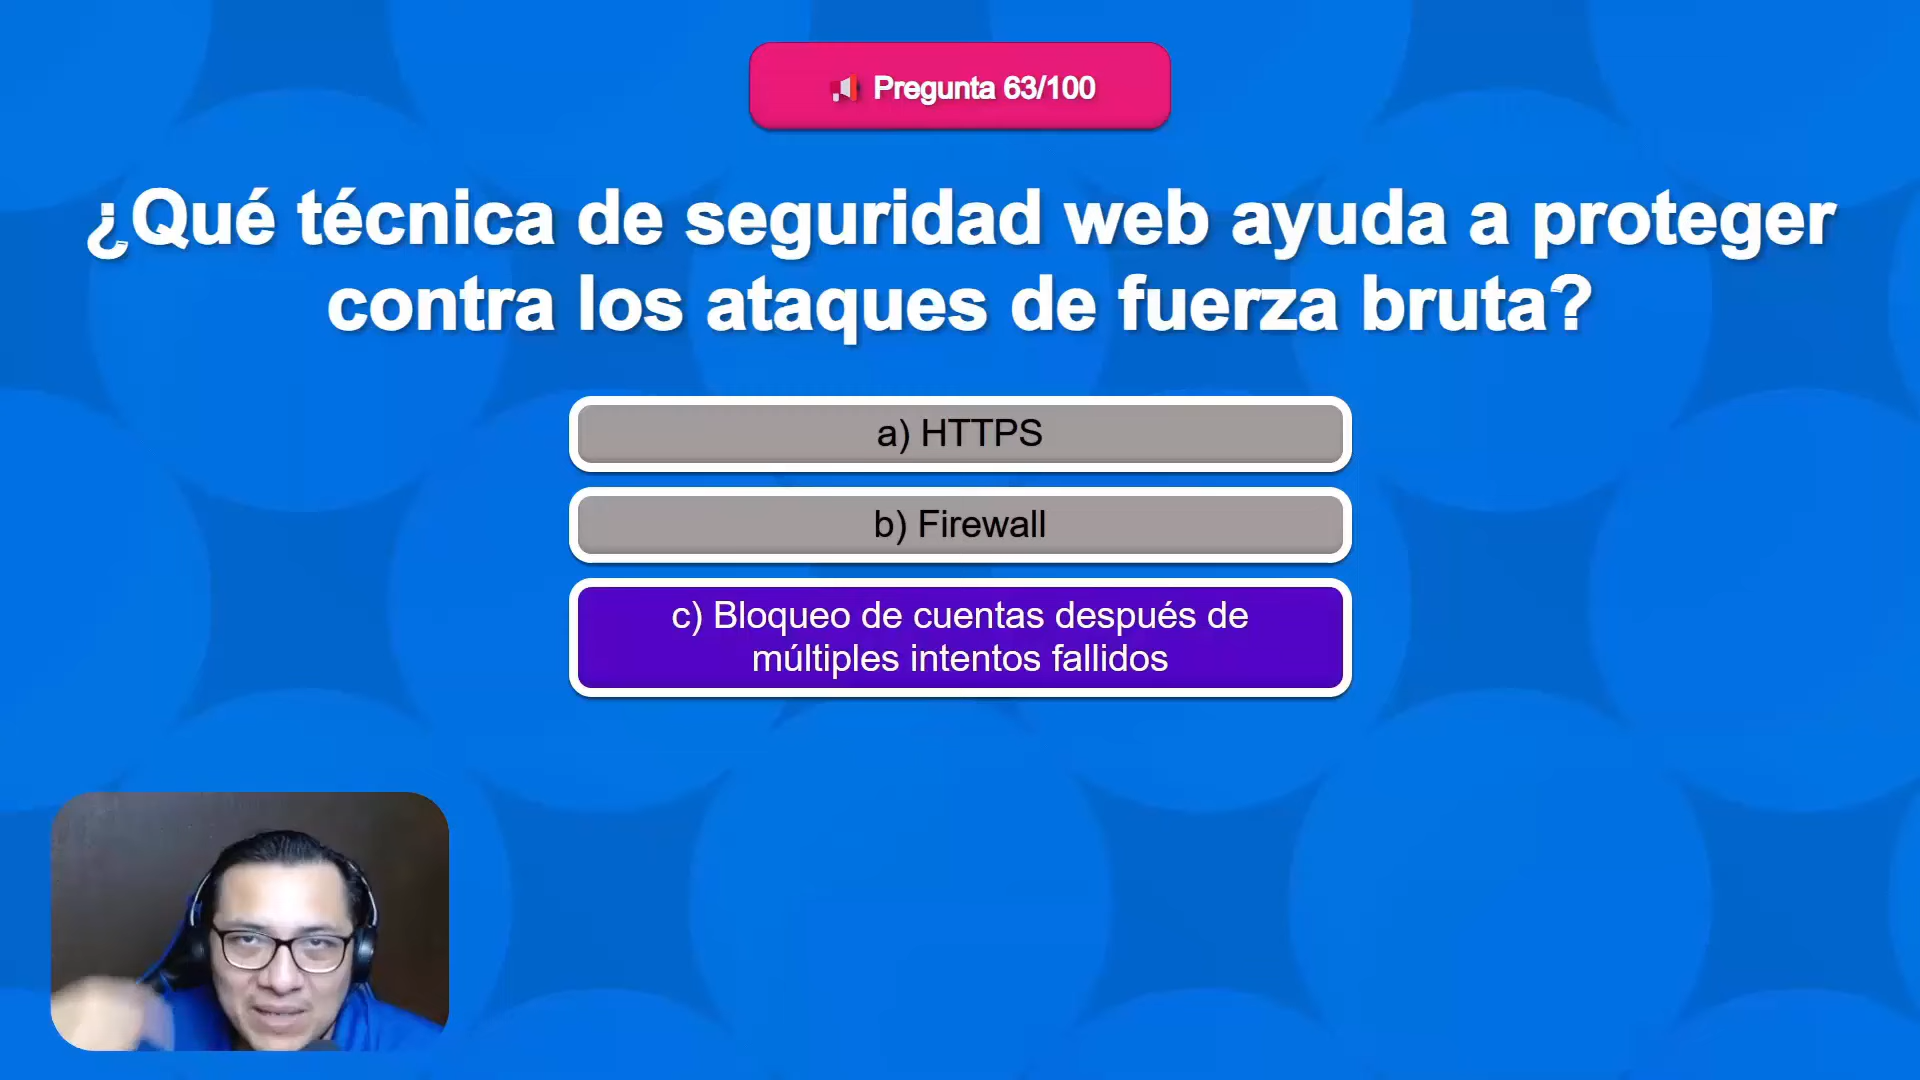 Pregunta 63/100
¿Qué técnica de seguridad web ayuda a proteger
contra los ataques de fuerza bruta?
a) HTTPS
b) Firewall
c) Bloqueo de cuentas después de
múltiples intentos fallidos